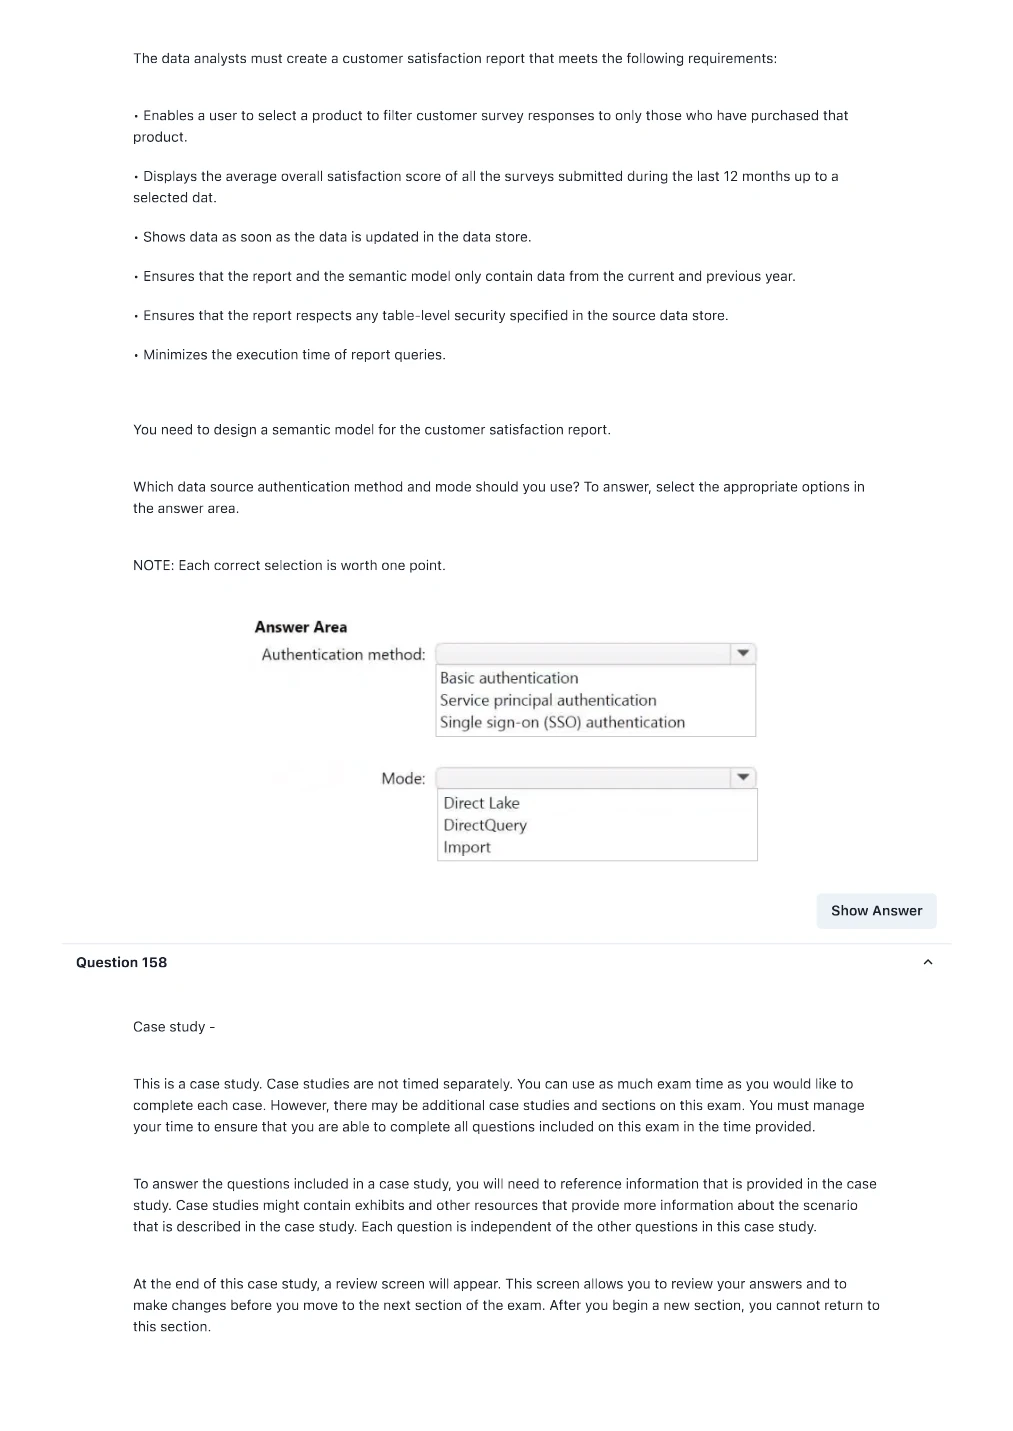 The data analysts must create a customer satisfaction report that meets the following requirements:
• Enables a user to select a product to filter customer survey responses to only those who have purchased that
product.
• Displays the average overall satisfaction score of all the surveys submitted during the last 12 months up to a
selected dat.
• Shows data as soon as the data is updated in the data store.
• Ensures that the report and the semantic model only contain data from the current and previous year.
• Ensures that the report respects any table-level security specified in the source data store.
• Minimizes the execution time of report queries.
You need to design a semantic model for the customer satisfaction report.
Which data source authentication method and mode should you use? To answer, select the appropriate options in
the answer area.
NOTE: Each correct selection is worth one point.
Answer Area
Authentication method:
Basic authentication
Service principal authentication
Single sign-on (SSO) authentication
Mode:
Direct Lake
DirectQuery
Import
Show Answer
Question 158
Case study -
This is a case study. Case studies are not timed separately. You can use as much exam time as you would like to
complete each case. However, there may be additional case studies and sections on this exam. You must manage
your time to ensure that you are able to complete all questions included on this exam in the time provided.
To answer the questions included in a case study, you will need to reference information that is provided in the case
study. Case studies might contain exhibits and other resources that provide more information about the scenario
that is described in the case study. Each question is independent of the other questions in this case study.
At the end of this case study, a review screen will appear. This screen allows you to review your answers and to
make changes before you move to the next section of the exam. After you begin a new section, you cannot return to
this section.